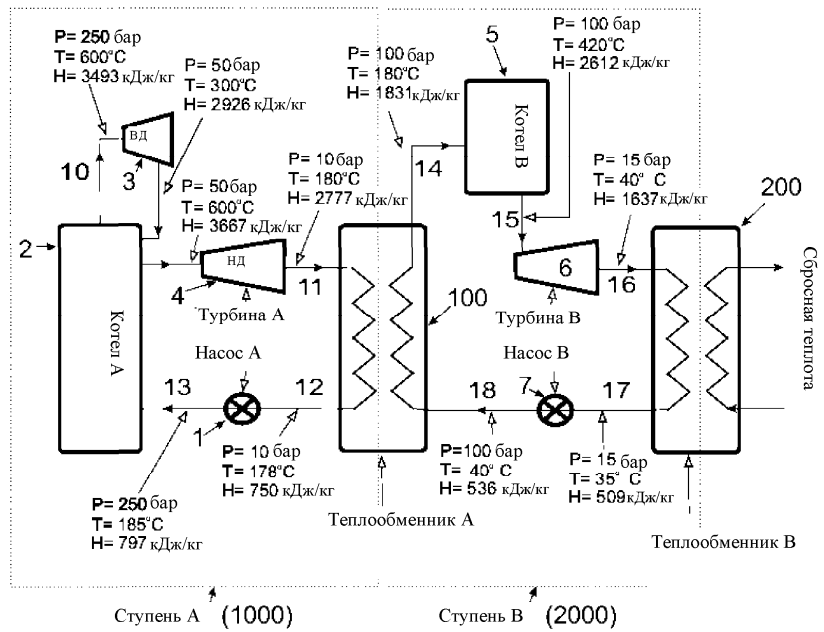 P= 250 бар
T= 600°C
H= 3493 кДж/кг
P= 50 бар
T= 300°C
H= 2926 кДж/кг
P= 100 бар
T= 180°C
H= 1831 кДж/кг
5
P= 100 бар
T= 420°C
H= 2612 кДж/кг
ВД
10
3
P= 50 бар
T= 600°C
H= 3667 кДж/кг
P= 10 бар
T= 180°C
H= 2777 кДж/кг
14
Котел В
15
P= 15 бар
T= 40° C
H= 1637 кДж/кг
200
2
Котел А
НД
4
11
Турбина А
100
6
16
Турбина В
Сбросная теплота
Насос А
Насос В
13
12
1
18
7
17
P= 10 бар
T= 178°C
H= 750 кДж/кг
P=100 бар
T= 40° C
H= 536 кДж/кг
P= 15 бар
T= 35° C
H= 509 кДж/кг
P= 250 бар
T= 185°C
H= 797 кДж/кг
Теплообменник А
Теплообменник В
Ступень А (1000)
Ступень В (2000)